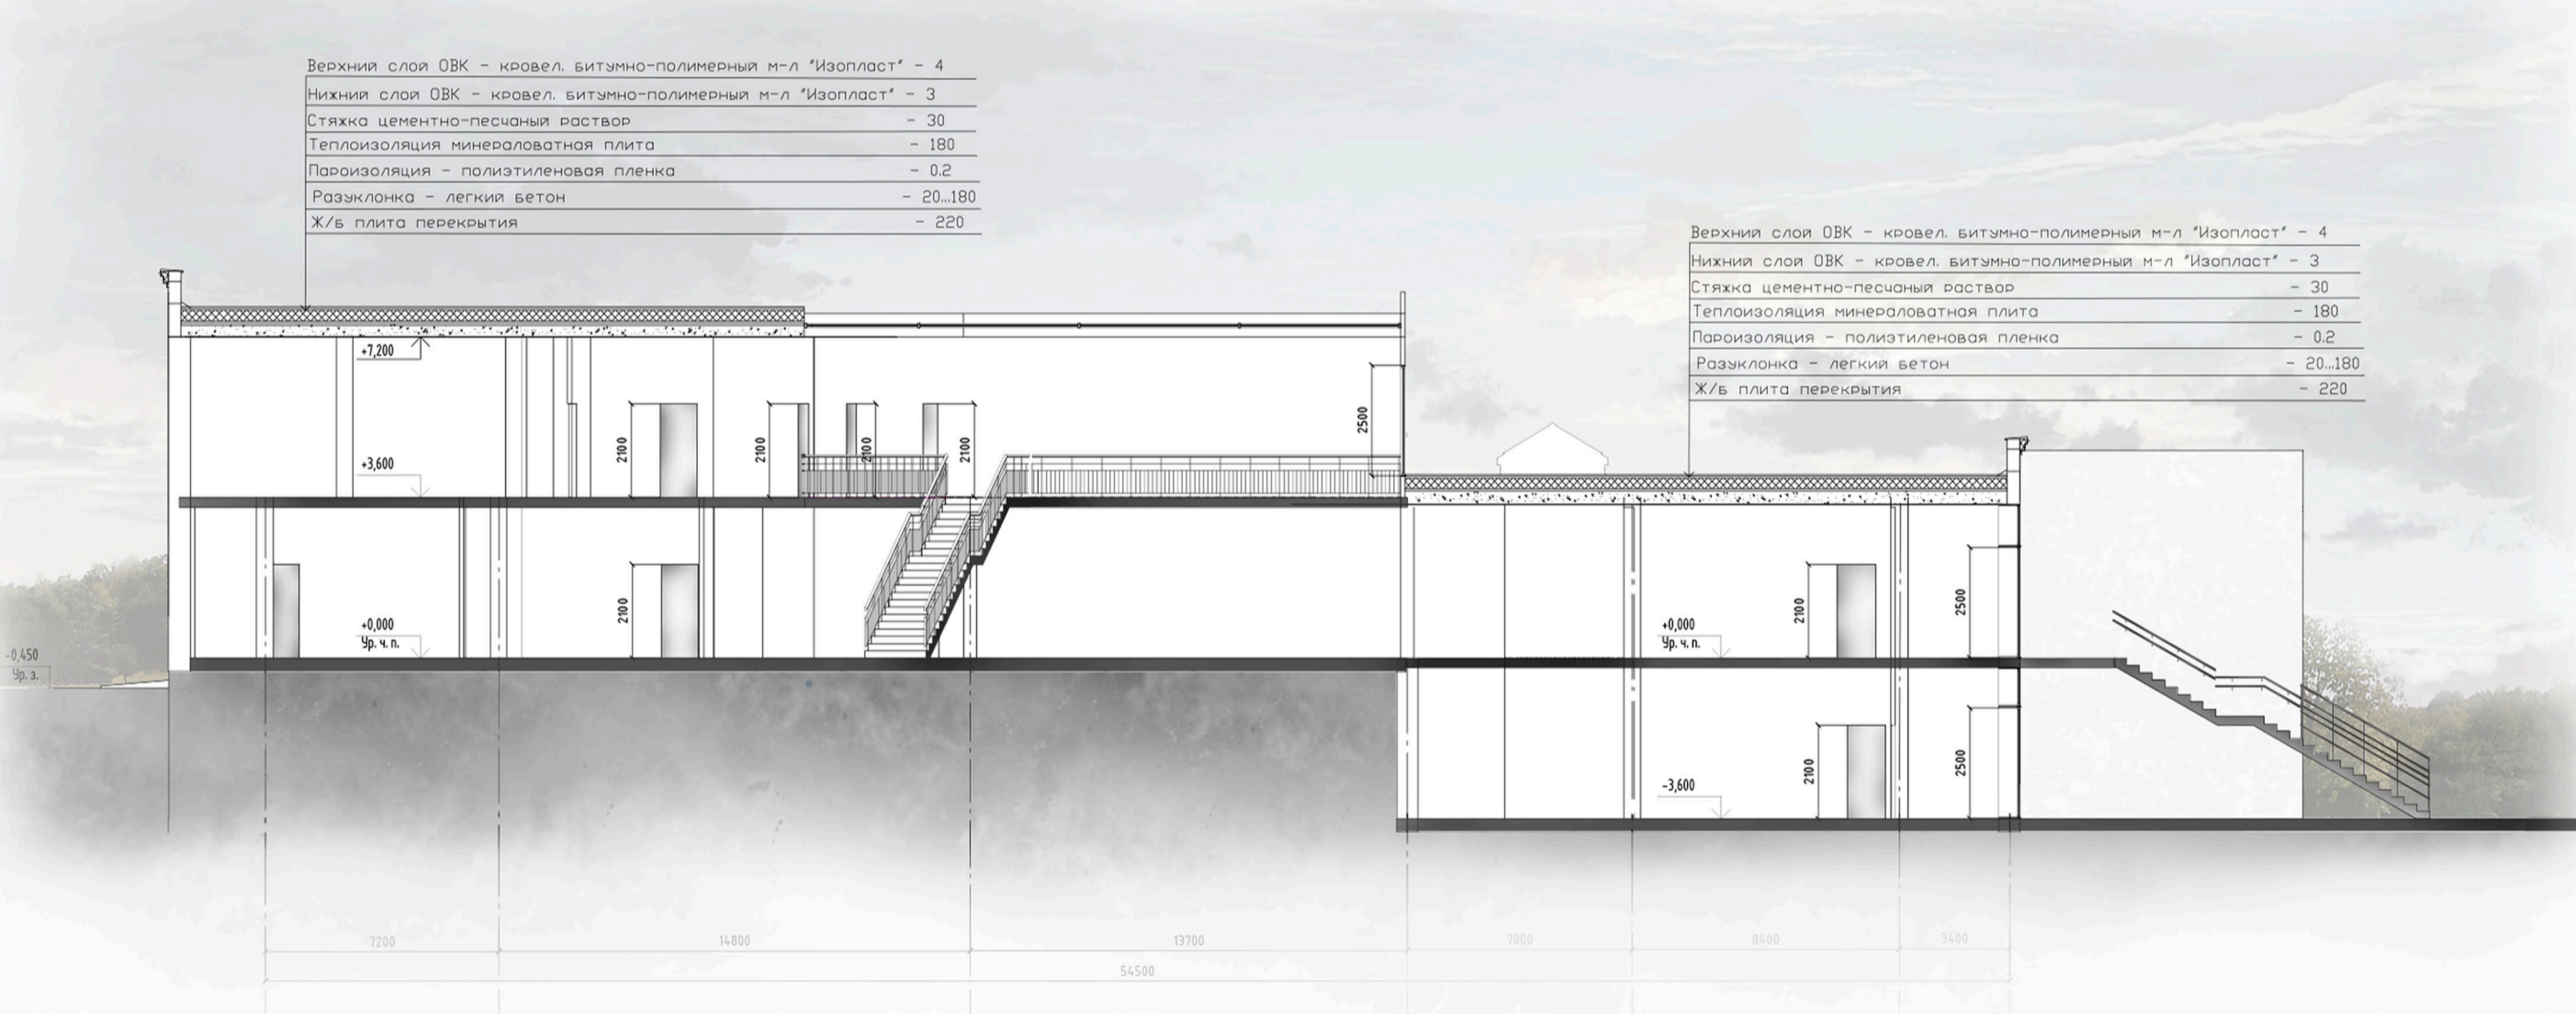 Верхний слой ОВК - кровел. битумно-полимерный м-л "Изопласт" - 4
Нижний слой ОВК - кровел. битумно-полимерный м-л "Изопласт" - 3
Стяжка цементно-песчаный раствор - 30
Теплоизоляция минераловатная плита - 180
Пароизоляция - полиэтиленовая пленка - 0.2
Разуклонка - легкий бетон - 20...180
Ж/б плита перекрытия - 220
Верхний слой ОВК - кровел. битумно-полимерный м-л "Изопласт" - 4
Нижний слой ОВК - кровел. битумно-полимерный м-л "Изопласт" - 3
Стяжка цементно-песчаный раствор - 30
Теплоизоляция минераловатная плита - 180
Пароизоляция - полиэтиленовая пленка - 0.2
Разуклонка - легкий бетон - 20...180
Ж/б плита перекрытия - 220
+7,200
2500
2100
2100
2100
2100
+3,600
2100
+0,000
Ур. ч. п.
2100
+0,000
Ур. ч. п.
2500
-0,450
Ур. з.
2100
-3,600
2500
7200
14800
13700
7000
8400
3400
54500